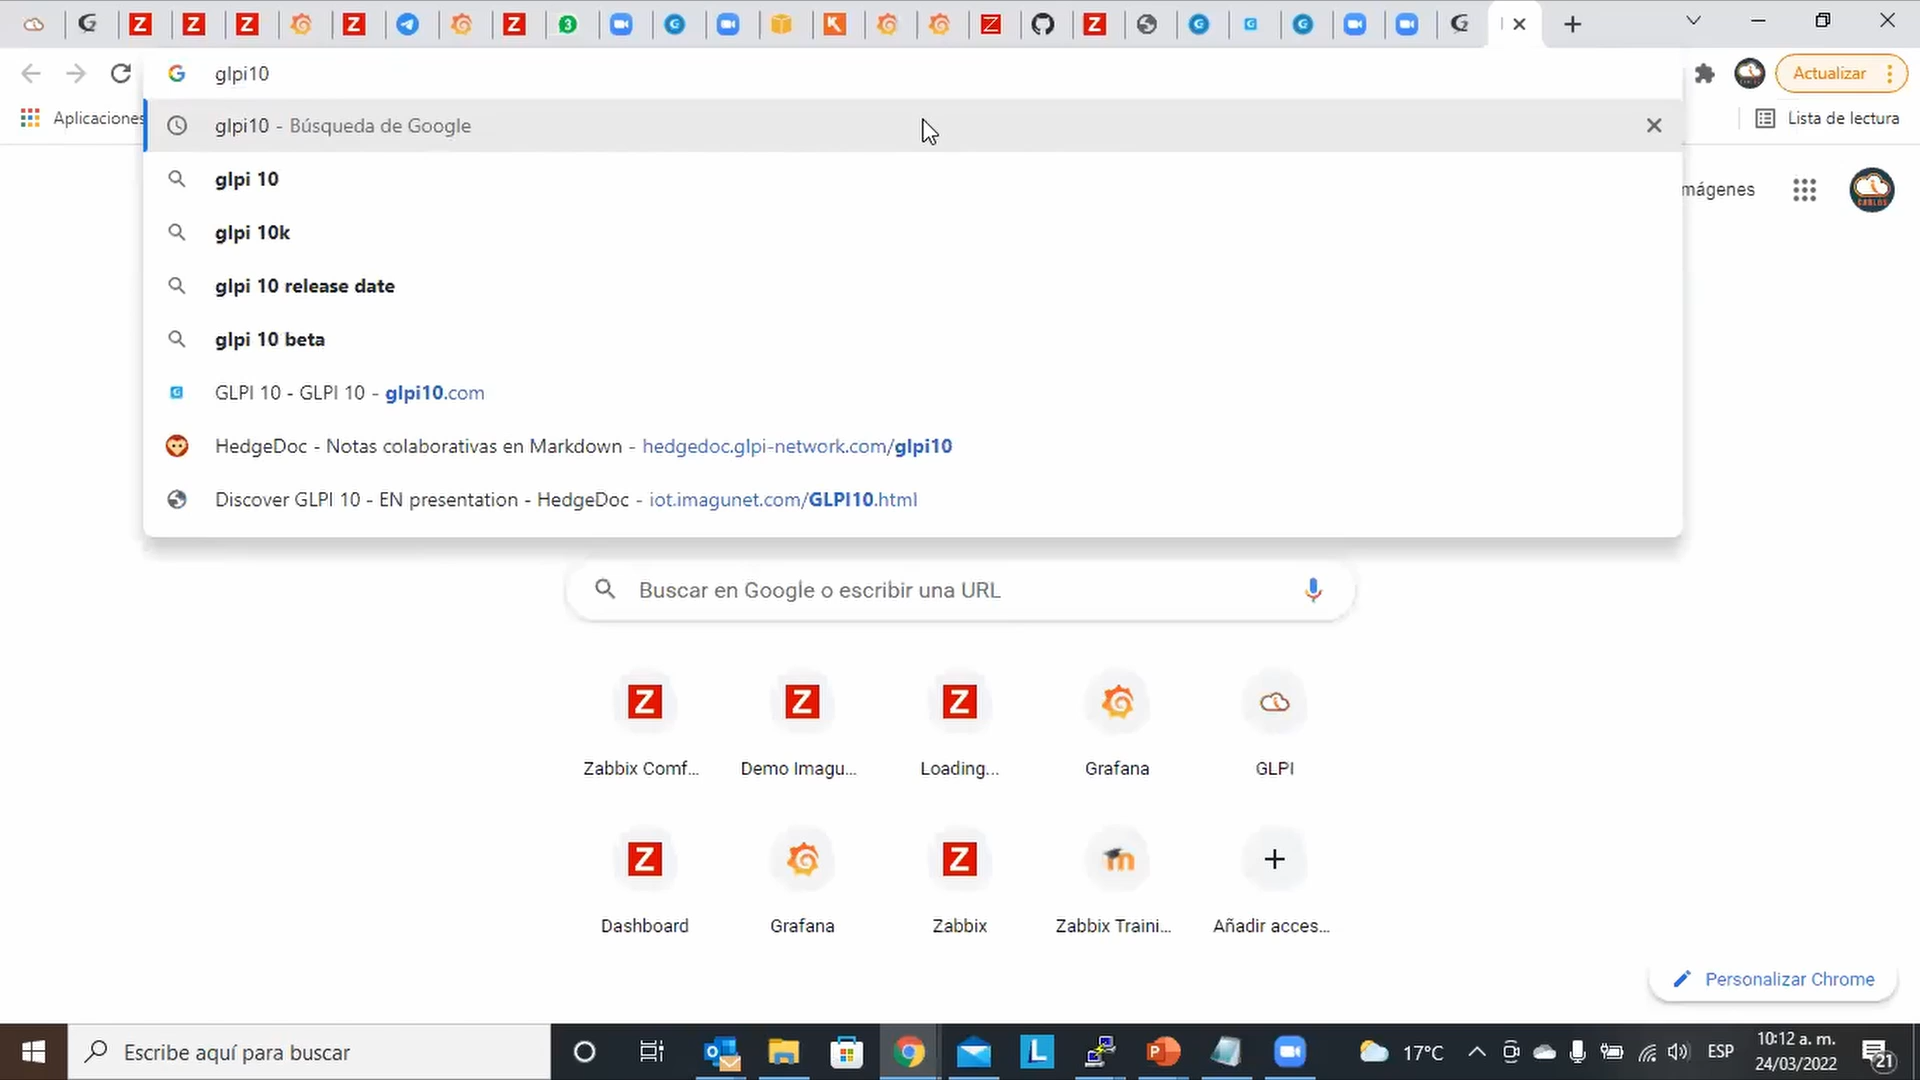 glpi10
Actualizar
Aplicaciones
glpi10 - Búsqueda de Google
Lista de lectura
glpi 10
mágenes
glpi 10k
glpi 10 release date
glpi 10 beta
GLPI 10 - GLPI 10 - glpi10.com
HedgeDoc - Notas colaborativas en Markdown - hedgedoc.glpi-network.com/glpi10
Discover GLPI 10 - EN presentation - HedgeDoc - iot.imagunet.com/GLPI10.html
Buscar en Google o escribir una URL
Zabbix Comf... Demo Imagu... Loading... Grafana GLPI
Dashboard Grafana Zabbix Zabbix Traini... Añadir acces...
Personalizar Chrome
Escribe aquí para buscar
17°C
ESP
10:12 a. m.
24/03/2022
21